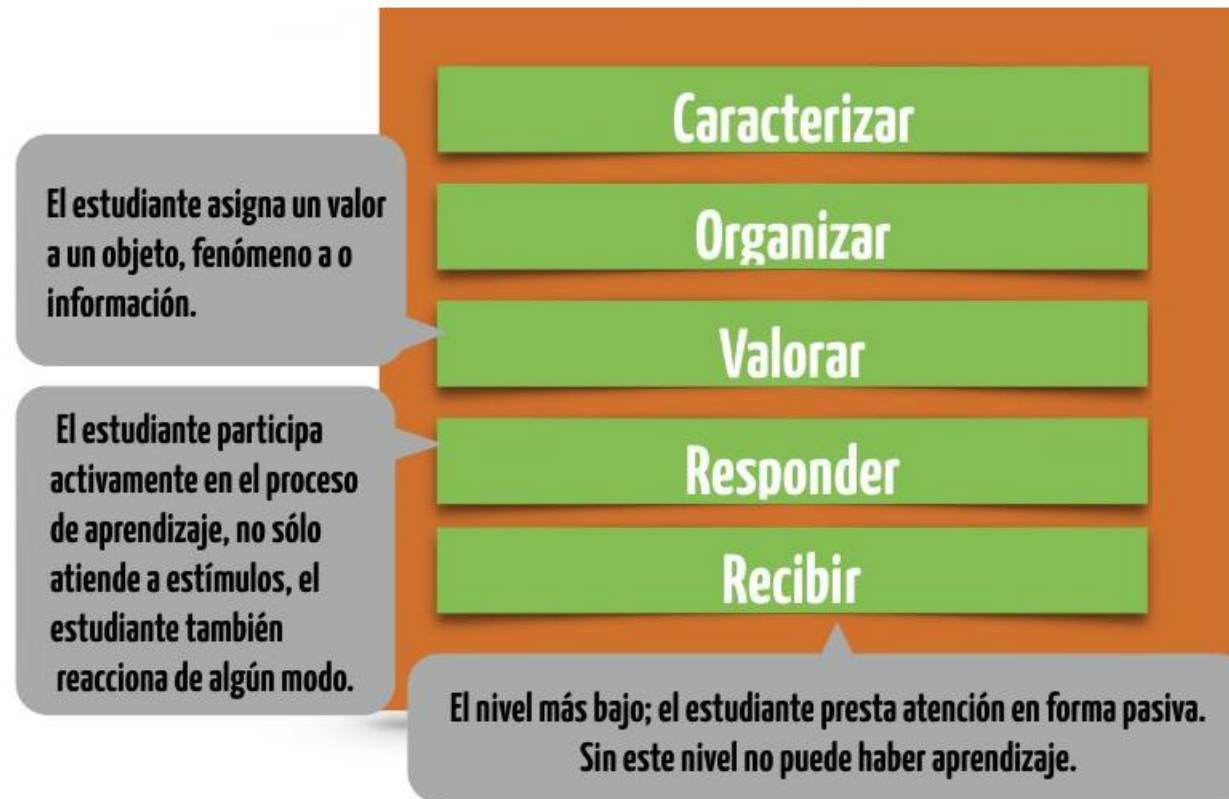 Caracterizar
El estudiante asigna un valor
a un objeto, fenómeno a o
información.
Organizar
Valorar
El estudiante participa
activamente en el proceso
de aprendizaje, no sólo
atiende a estímulos, el
estudiante también
reacciona de algún modo.
Responder
Recibir
El nivel más bajo; el estudiante presta atención en forma pasiva.
Sin este nivel no puede haber aprendizaje.